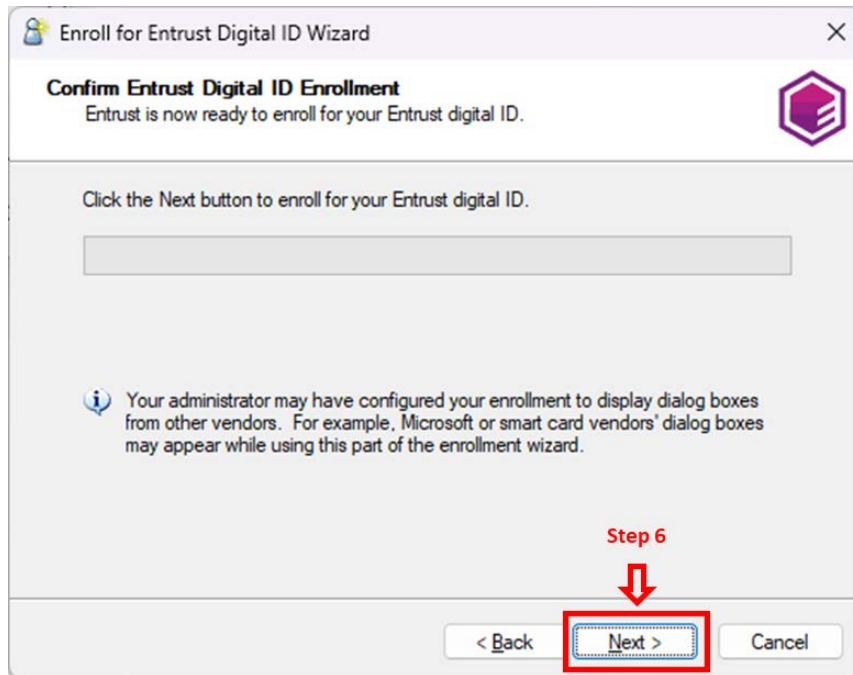 Enroll for Entrust Digital ID Wizard
Confirm Entrust Digital ID Enrollment
Entrust is now ready to enroll for your Entrust digital ID.
Click the Next button to enroll for your Entrust digital ID.
Your administrator may have configured your enrollment to display dialog boxes
from other vendors. For example, Microsoft or smart card vendors' dialog boxes
may appear while using this part of the enrollment wizard.
Step 6
< Back Next > Cancel